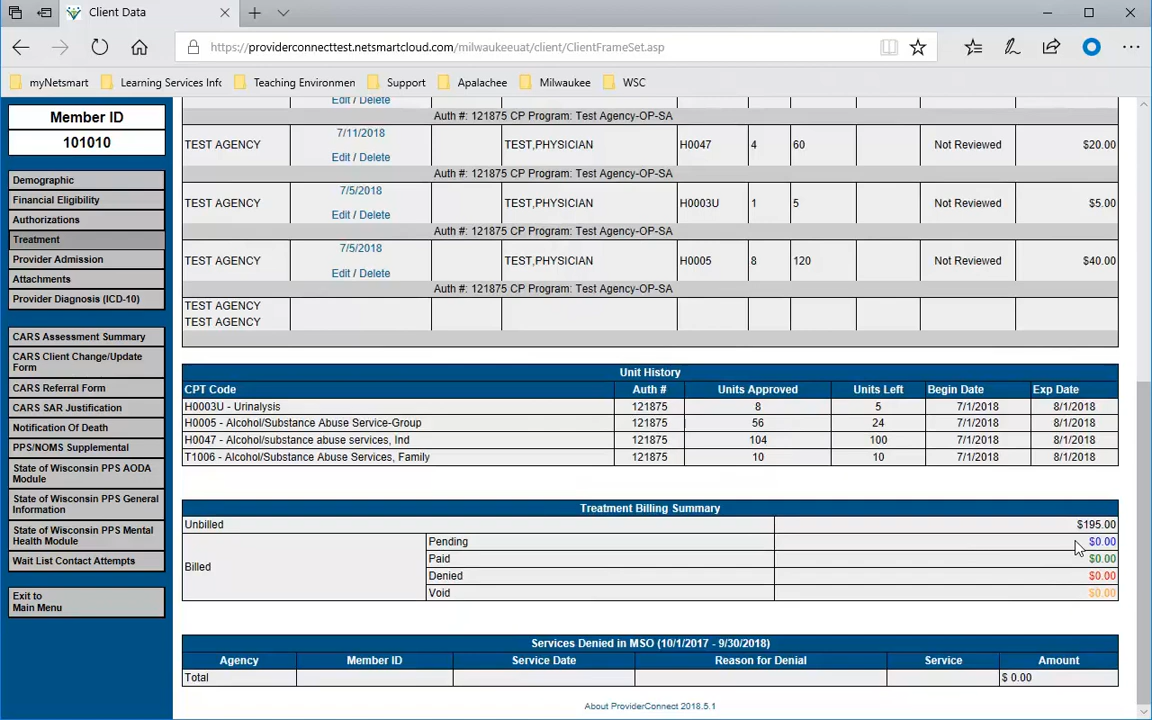 Client Data
https://providerconnecttest.netsmartcloud.com/milwaukeeuat/client/ClientFrameSet.asp
myNetsmart Learning Services Info Teaching Environmen Support Apalachee Milwaukee WSC
Member ID
101010
Demographic
Financial Eligibility
Authorizations
Treatment
Provider Admission
Attachments
Provider Diagnosis (ICD-10)
CARS Assessment Summary
CARS Client Change/Update
Form
CARS Referral Form
CARS SAR Justification
Notification Of Death
PPS/NOMS Supplemental
State of Wisconsin PPS AODA
Module
State of Wisconsin PPS General
Information
State of Wisconsin PPS Mental
Health Module
Wait List Contact Attempts
Exit to
Main Menu
Edit / Delete
Auth #: 121875 CP Program: Test Agency-OP-SA
7/11/2018
TEST AGENCY TEST,PHYSICIAN H0047 4 60 Not Reviewed $20.00
Edit / Delete
Auth #: 121875 CP Program: Test Agency-OP-SA
7/5/2018
TEST AGENCY TEST,PHYSICIAN H0003U 1 5 Not Reviewed $5.00
Edit / Delete
Auth #: 121875 CP Program: Test Agency-OP-SA
7/5/2018
TEST AGENCY TEST,PHYSICIAN H0005 8 120 Not Reviewed $40.00
Edit / Delete
Auth #: 121875 CP Program: Test Agency-OP-SA
TEST AGENCY
TEST AGENCY
Unit History
CPT Code Auth # Units Approved Units Left Begin Date Exp Date
H0003U - Urinalysis 121875 8 5 7/1/2018 8/1/2018
H0005 - Alcohol/Substance Abuse Service-Group 121875 56 24 7/1/2018 8/1/2018
H0047 - Alcohol/substance abuse services, Ind 121875 104 100 7/1/2018 8/1/2018
T1006 - Alcohol/Substance Abuse Services, Family 121875 10 10 7/1/2018 8/1/2018
Treatment Billing Summary
Unbilled $195.00
Pending $0.00
Paid $0.00
Billed
Denied $0.00
Void $0.00
Services Denied in MSO (10/1/2017 - 9/30/2018)
Agency Member ID Service Date Reason for Denial Service Amount
Total $ 0.00
About ProviderConnect 2018.5.1